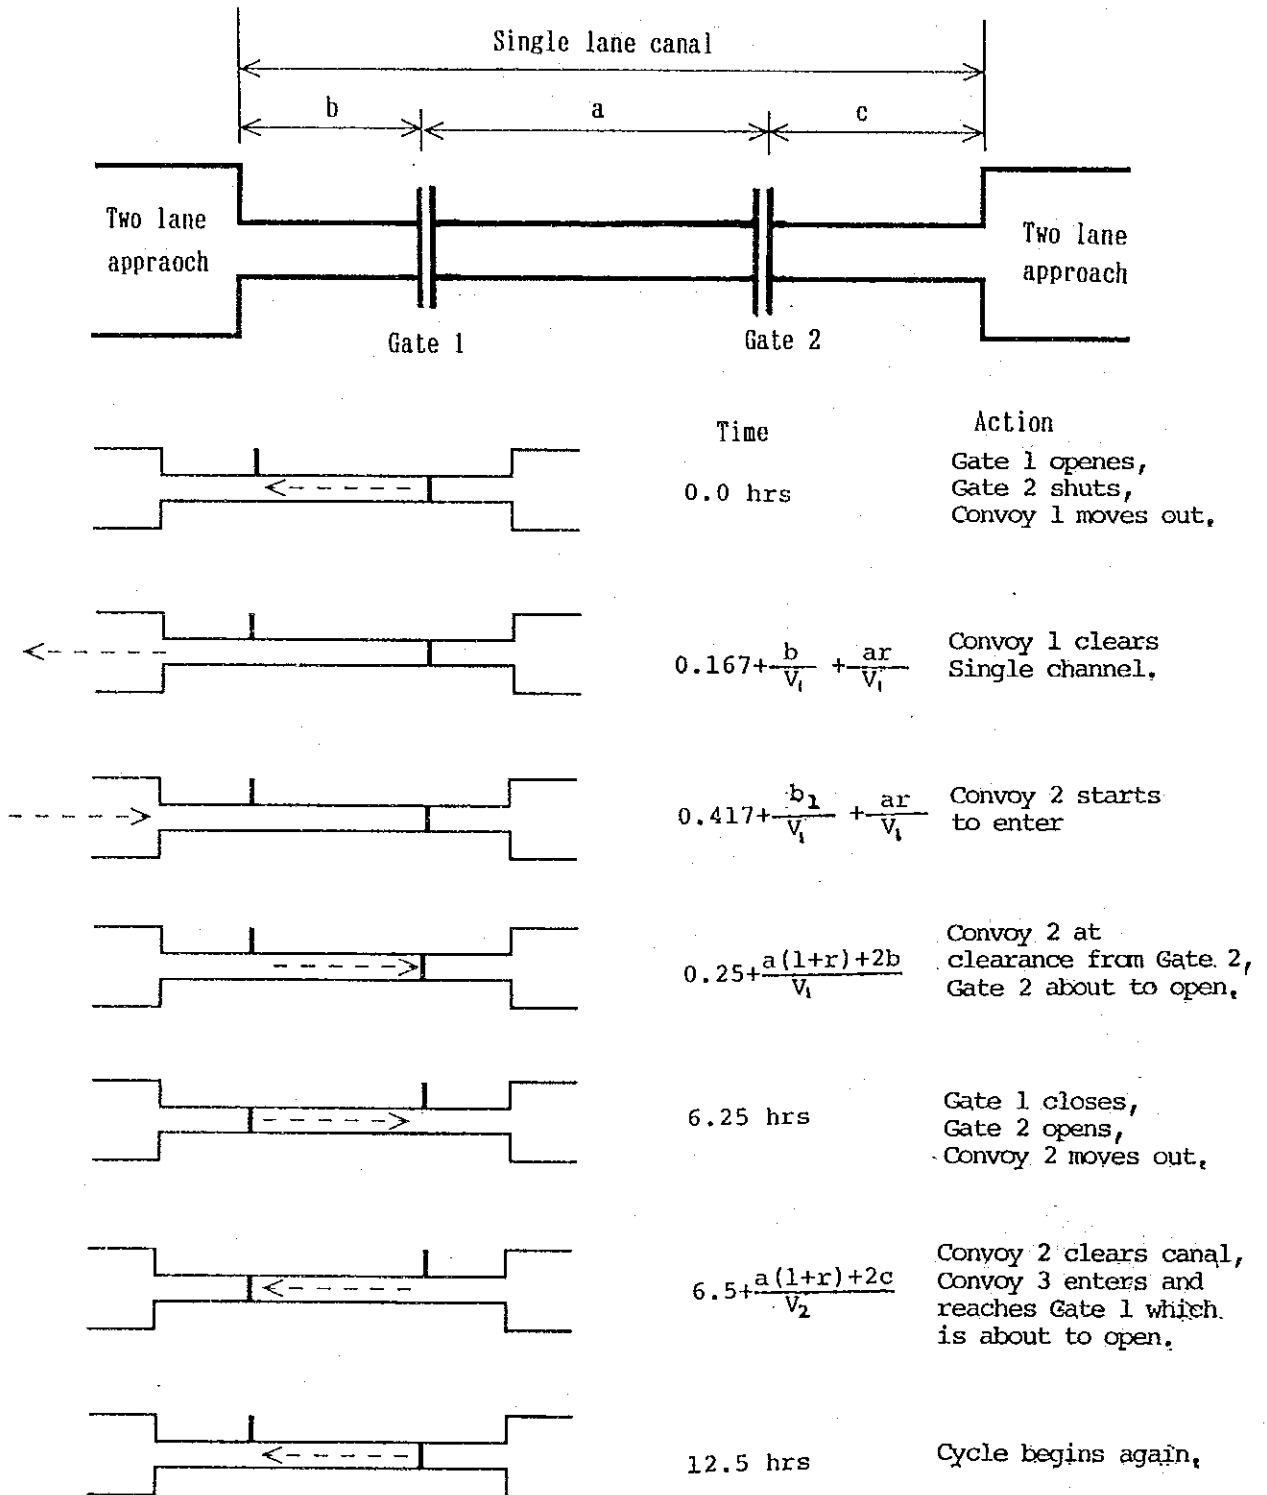 Single lane canal
b
a
c
Two lane
appraoch
Two lane
approach
Gate 1
Gate 2
Time
Action
0.0 hrs
Gate 1 openes,
Gate 2 shuts,
Convoy 1 moves out,
0.167+b/V₁ +ar/V₁
Convoy 1 clears
Single channel.
0.417+b₁/V₁ +ar/V₁
Convoy 2 starts
to enter
0.25+a(1+r)+2b/V₁
Convoy 2 at
clearance from Gate 2,
Gate 2 about to open,
6.25 hrs
Gate 1 closes,
Gate 2 opens,
Convoy 2 moves out,
6.5+a(1+r)+2c/V₂
Convoy 2 clears canal,
Convoy 3 enters and
reaches Gate 1 which
is about to open.
12.5 hrs
Cycle begins again,